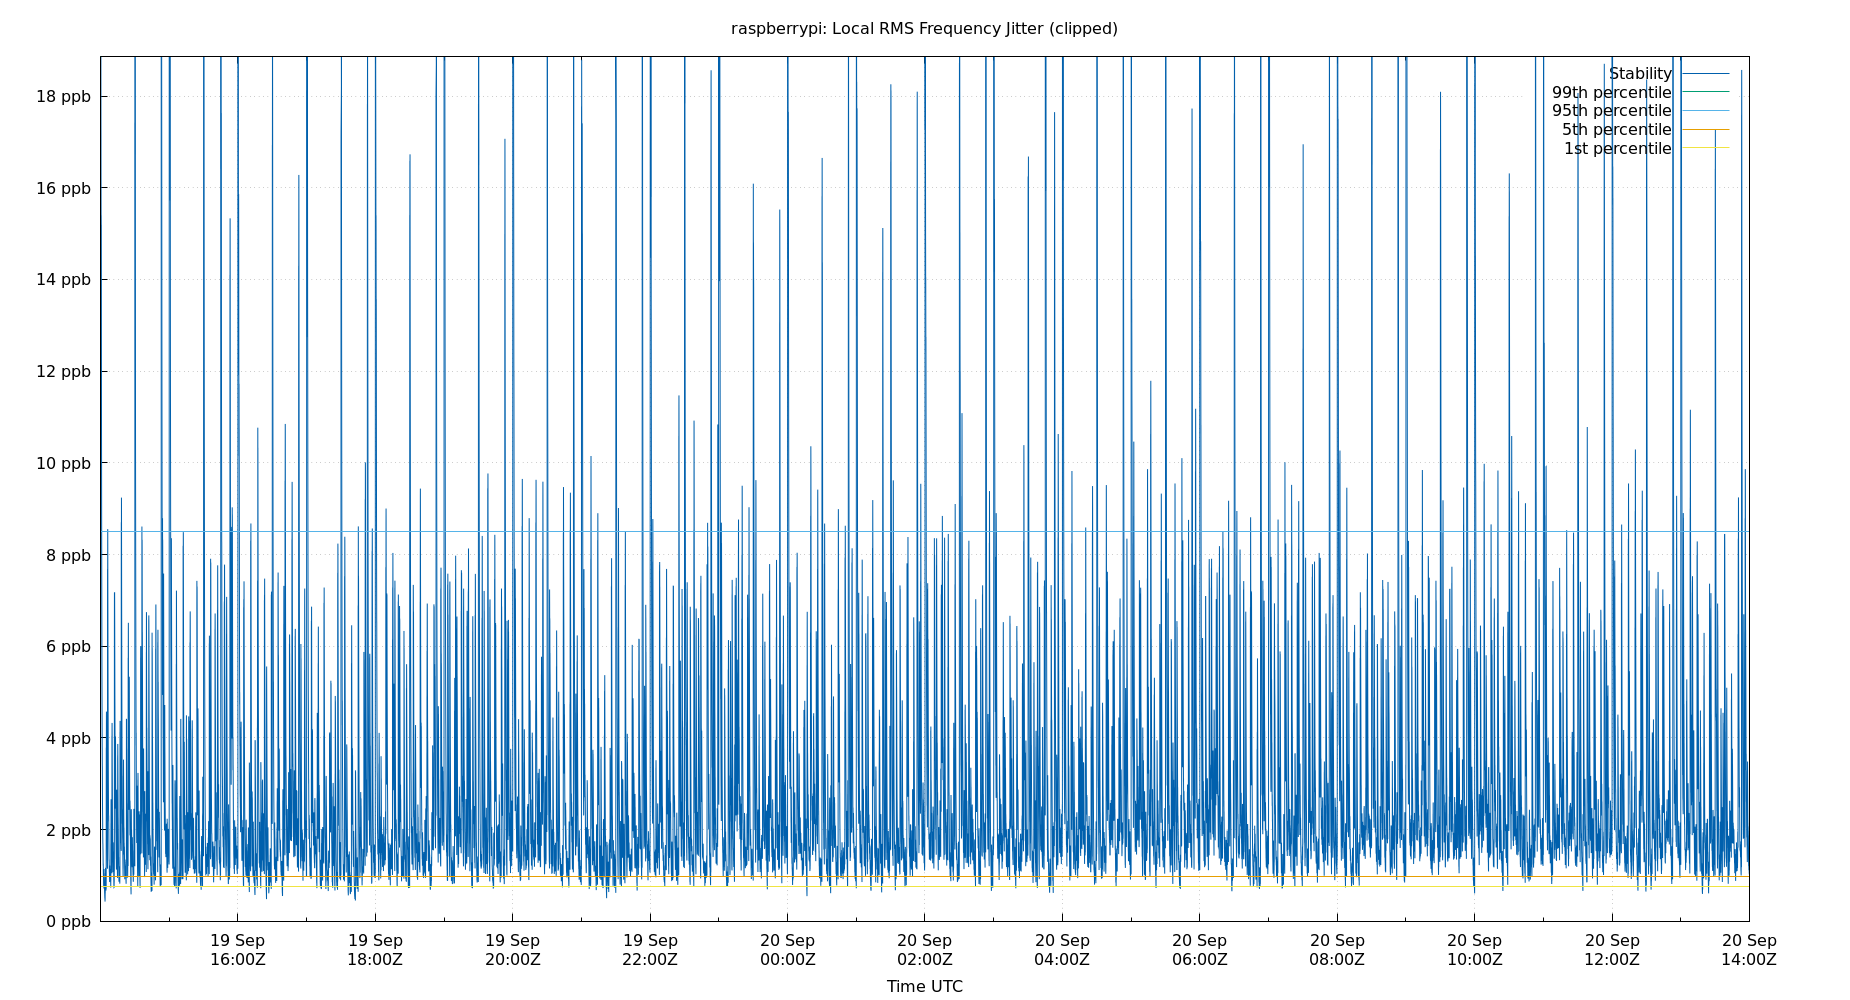 raspberrypi: Local RMS Frequency Jitter (clipped)
Stability
99th percentile
95th percentile
5th percentile
1st percentile
18 ppb
16 ppb
14 ppb
12 ppb
10 ppb
8 ppb
6 ppb
4 ppb
2 ppb
0 ppb
19 Sep 19 Sep 19 Sep 19 Sep 20 Sep 20 Sep 20 Sep 20 Sep 20 Sep 20 Sep 20 Sep 20 Sep
16:00Z 18:00Z 20:00Z 22:00Z 00:00Z 02:00Z 04:00Z 06:00Z 08:00Z 10:00Z 12:00Z 14:00Z
Time UTC